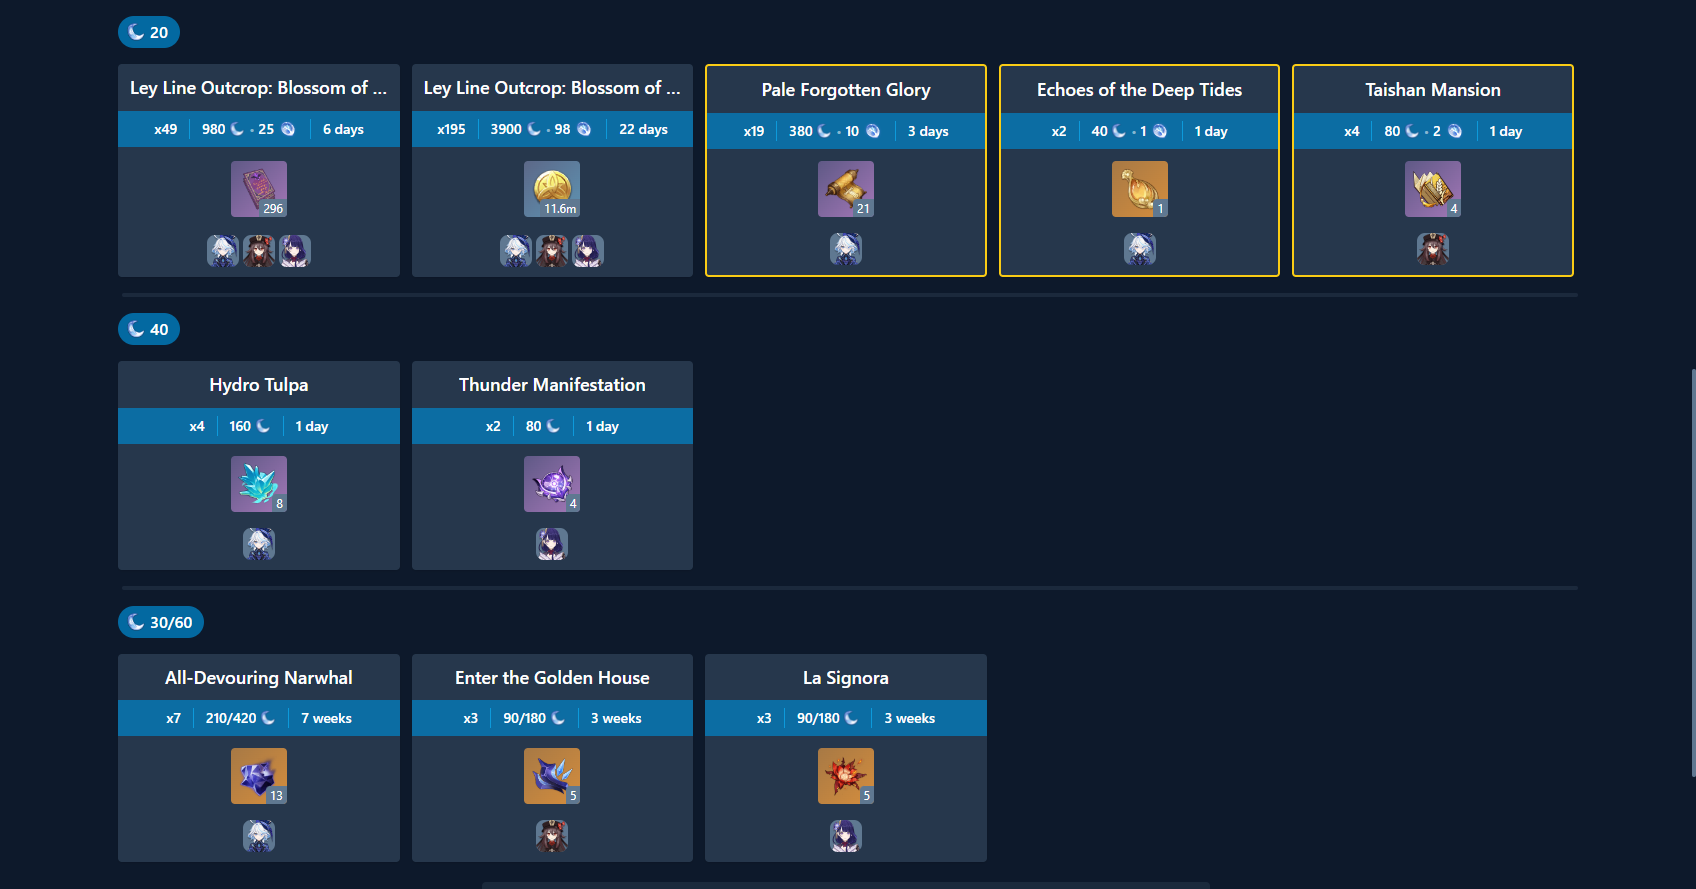 20
Ley Line Outcrop: Blossom of ...
x49 980 • 25 6 days
296
Ley Line Outcrop: Blossom of ...
x195 3900 • 98 22 days
11.6m
Pale Forgotten Glory
x19 380 • 10 3 days
21
Echoes of the Deep Tides
x2 40 • 1 1 day
1
Taishan Mansion
x4 80 • 2 1 day
4
40
Hydro Tulpa
x4 160 1 day
8
Thunder Manifestation
x2 80 1 day
4
30/60
All-Devouring Narwhal
x7 210/420 7 weeks
13
Enter the Golden House
x3 90/180 3 weeks
5
La Signora
x3 90/180 3 weeks
5